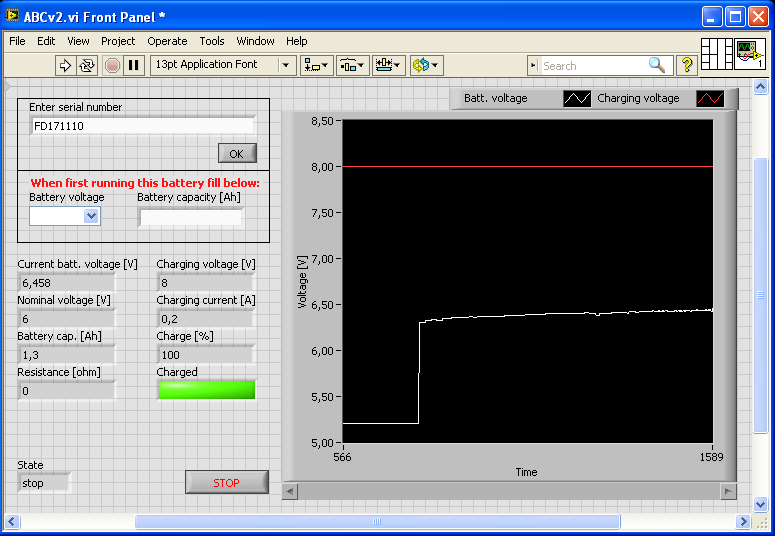 ABCv2.vi Front Panel *
File Edit View Project Operate Tools Window Help
13pt Application Font
Search
?
1
Enter serial number
FD171110
OK
When first running this battery fill below:
Battery voltage Battery capacity [Ah]
Current batt. voltage [V] Charging voltage [V]
6,458 8
Nominal voltage [V] Charging current [A]
6 0,2
Battery cap. [Ah] Charge [%]
1,3 100
Resistance [ohm] Charged
0
State
stop
STOP
Batt. voltage Charging voltage
8,50
8,00
7,50
7,00
6,50
6,00
5,50
5,00
Voltage [V]
566 1589
Time